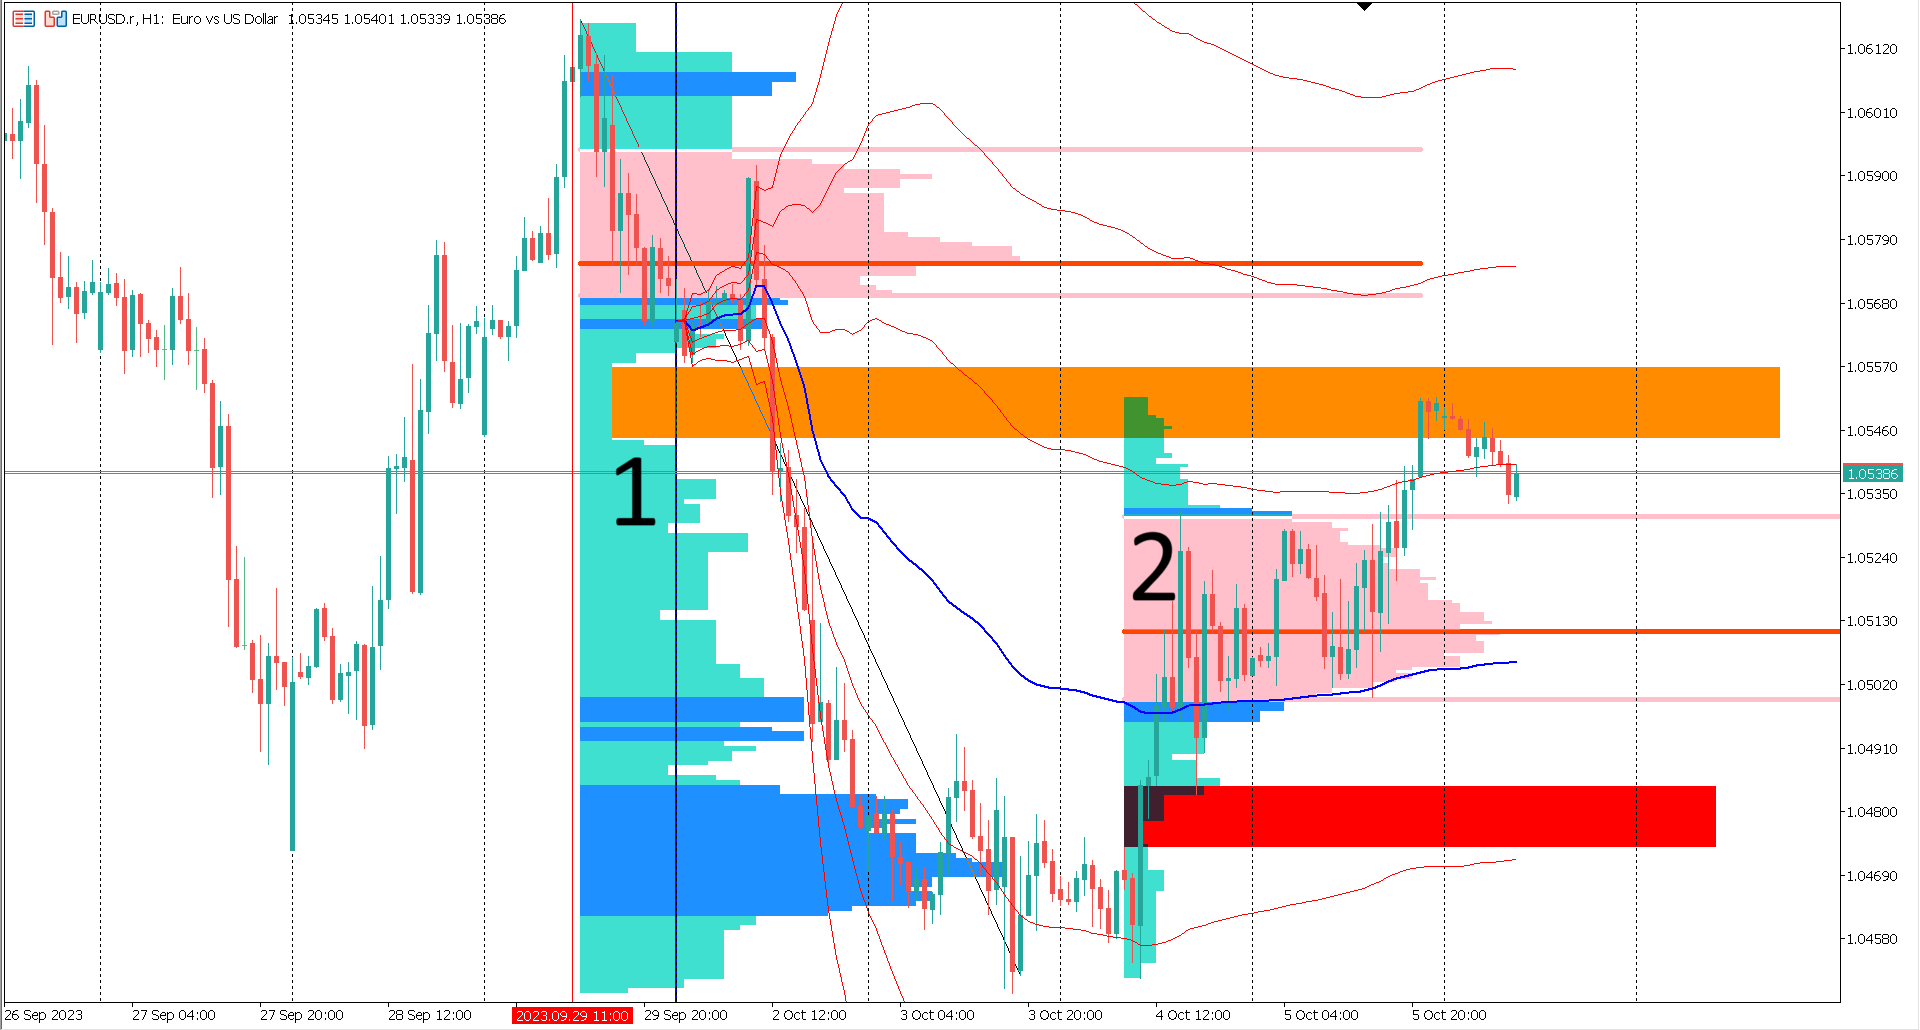 EURUSD.r, H1: Euro vs US Dollar 1.05345 1.05401 1.05339 1.05386
1.06120
1.06010
1.05900
1.05790
1.05680
1.05570
1.05460
1.05386
1.05350
1.05240
1.05130
1.05020
1.04910
1.04800
1.04690
1.04580
1
2
26 Sep 2023
27 Sep 04:00
27 Sep 20:00
28 Sep 12:00
2023.09.29 11:00
29 Sep 20:00
2 Oct 12:00
3 Oct 04:00
3 Oct 20:00
4 Oct 12:00
5 Oct 04:00
5 Oct 20:00